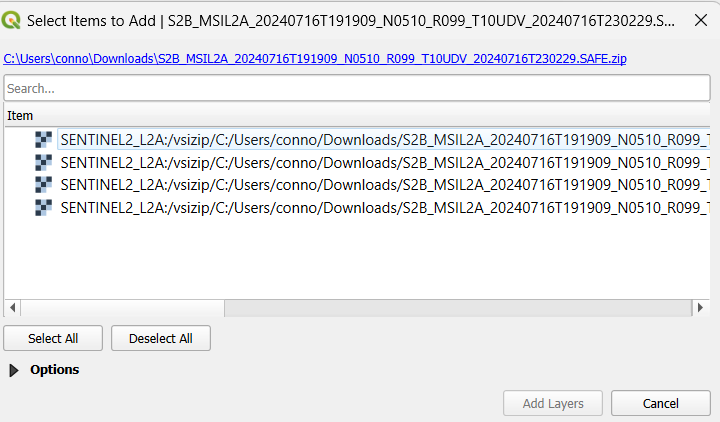 Select Items to Add | S2B_MSIL2A_20240716T191909_N0510_R099_T10UDV_20240716T230229.S...
C:\Users\conno\Downloads\S2B_MSIL2A_20240716T191909_N0510_R099_T10UDV_20240716T230229.SAFE.zip
Search...
Item
SENTINEL2_L2A:/vsizip/C:/Users/conno/Downloads/S2B_MSIL2A_20240716T191909_N0510_R099_T
SENTINEL2_L2A:/vsizip/C:/Users/conno/Downloads/S2B_MSIL2A_20240716T191909_N0510_R099_T
SENTINEL2_L2A:/vsizip/C:/Users/conno/Downloads/S2B_MSIL2A_20240716T191909_N0510_R099_T
SENTINEL2_L2A:/vsizip/C:/Users/conno/Downloads/S2B_MSIL2A_20240716T191909_N0510_R099_T
Select All Deselect All
Options
Add Layers Cancel